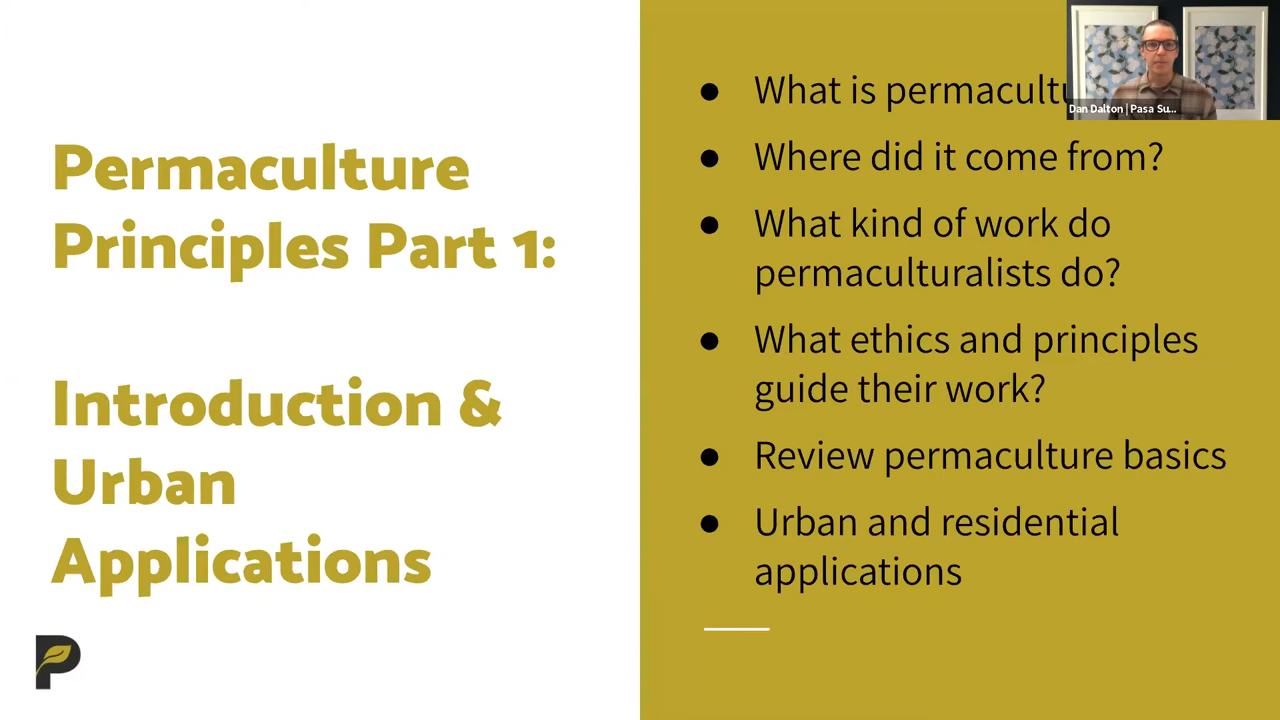 Permaculture
Principles Part 1:
Introduction &
Urban
Applications
● What is
● Where did it come from?
● What kind of work do
permaculturalists do?
● What ethics and principles
guide their work?
● Review permaculture basics
● Urban and residential
applications
Dan Dalton | Pasa Su...
P